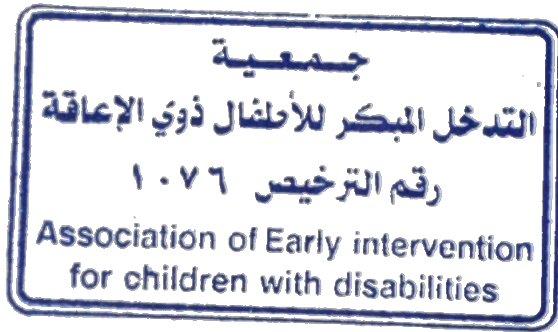 جمعية
التدخل المبكر للأطفال ذوي الإعاقة
رقم الترخيص ١٠٧٦
Association of Early intervention
for children with disabilities